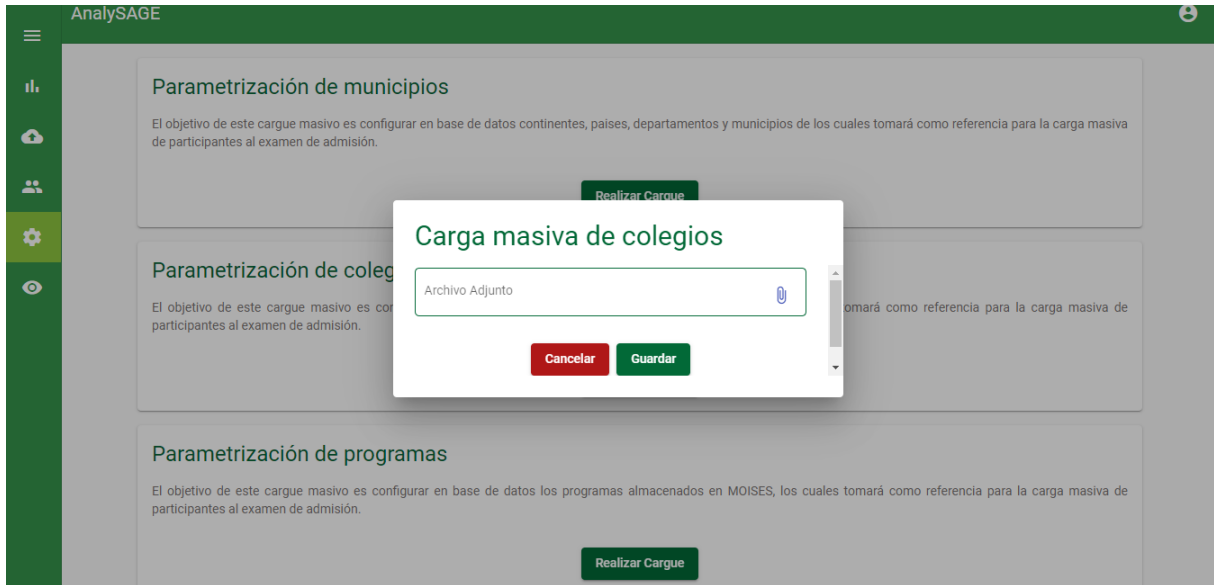 AnalySAGE
Parametrización de municipios
El objetivo de este cargue masivo es configurar en base de datos continentes, paises, departamentos y municipios de los cuales tomará como referencia para la carga masiva
de participantes al examen de admisión.
Realizar Cargue
Carga masiva de colegios
Archivo Adjunto
Cancelar Guardar
Parametrización de
El objetivo de este cargue masivo es
tomará como referencia para la carga masiva de
participantes al examen de admisión.
Parametrización de programas
El objetivo de este cargue masivo es configurar en base de datos los programas almacenados en MOISES, los cuales tomará como referencia para la carga masiva de
participantes al examen de admisión.
Realizar Cargue